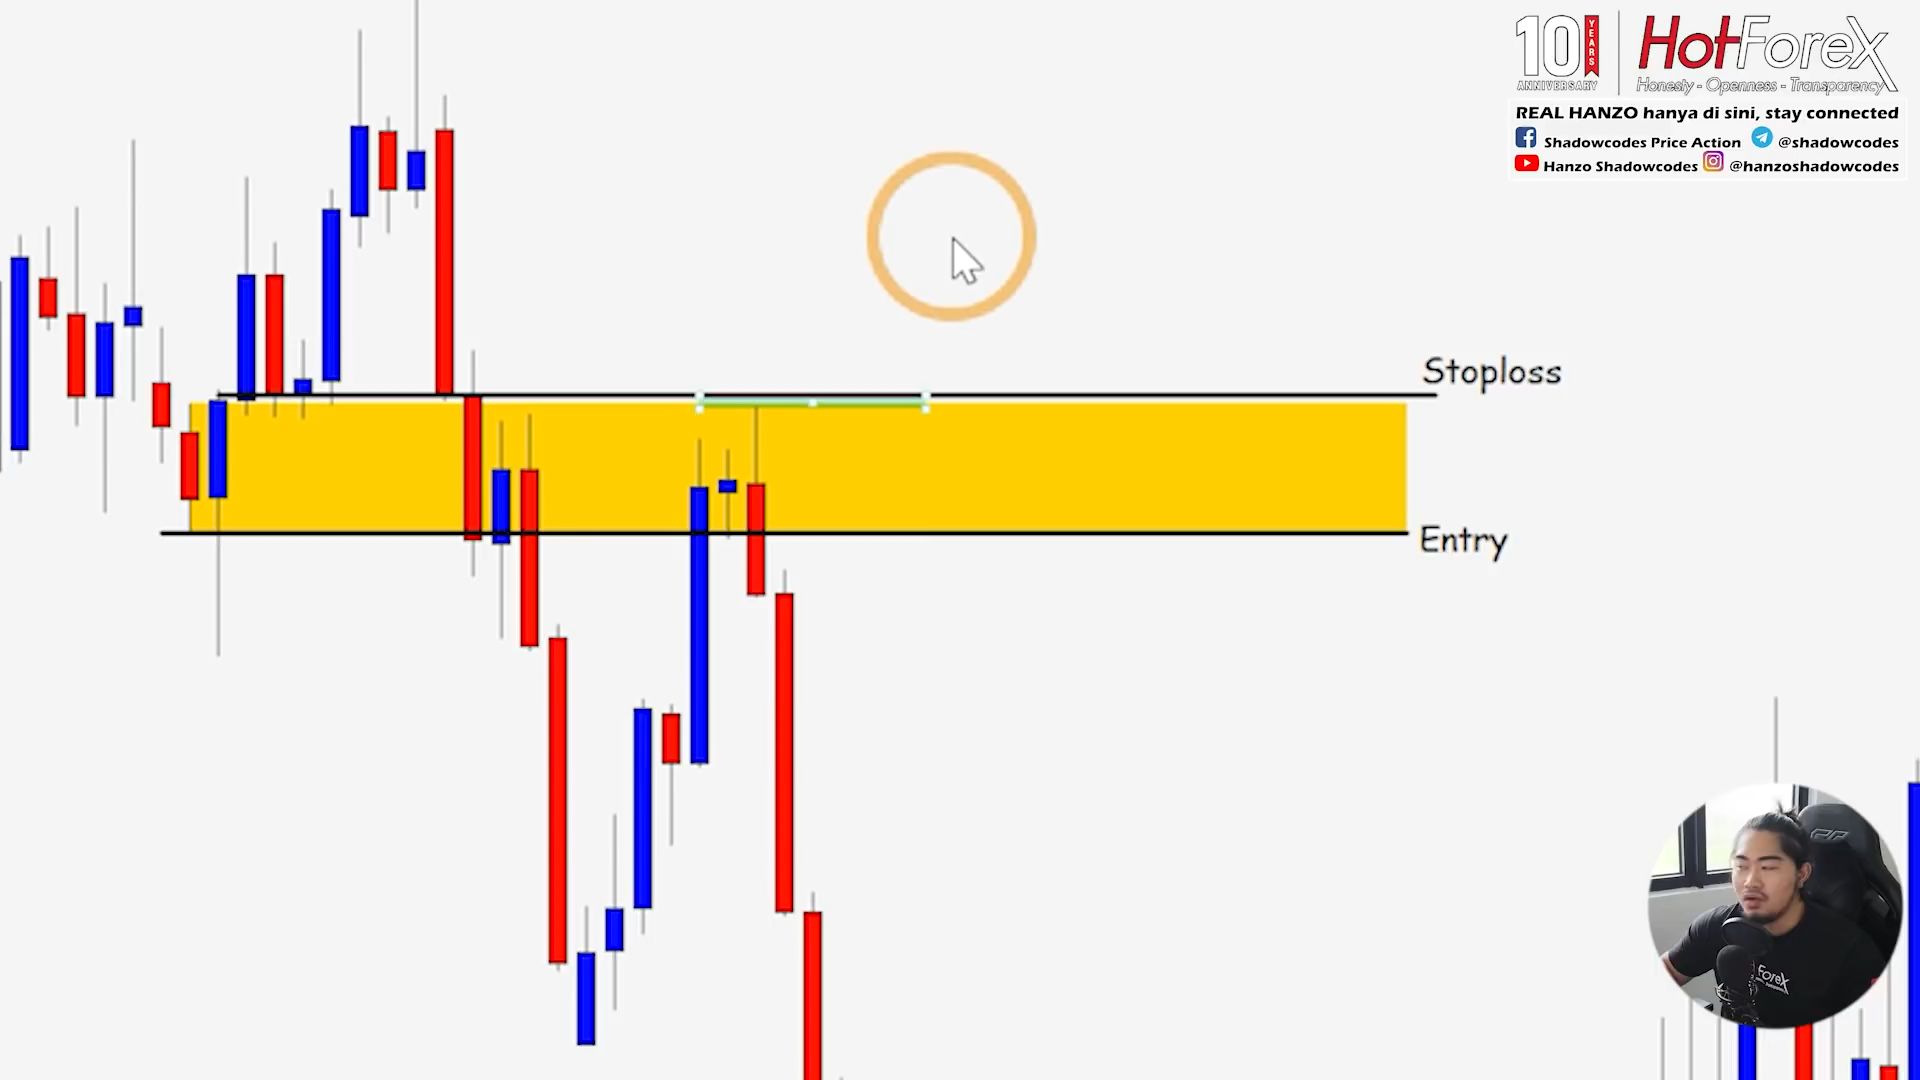 10 YEARS
ANNIVERSARY
HotForex
Honesty - Openness - Transparency
REAL HANZO hanya di sini, stay connected
Shadowcodes Price Action @shadowcodes
Hanzo Shadowcodes @hanzoshadowcodes
Stoploss
Entry
ForeX